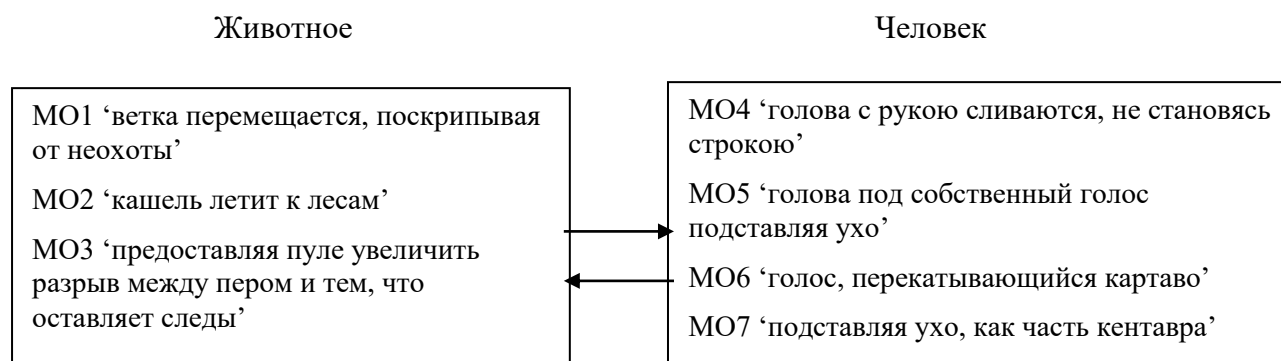 Животное
Человек
МО1 ‘ветка перемещается, поскрипывая
от неохоты’
МО2 ‘кашель летит к лесам’
МО3 ‘предоставляя пуле увеличить
разрыв между пером и тем, что
оставляет следы’
МО4 ‘голова с рукою сливаются, не становясь
строкою’
МО5 ‘голова под собственный голос
подставляя ухо’
МО6 ‘голос, перекатывающийся картаво’
МО7 ‘подставляя ухо, как часть кентавра’